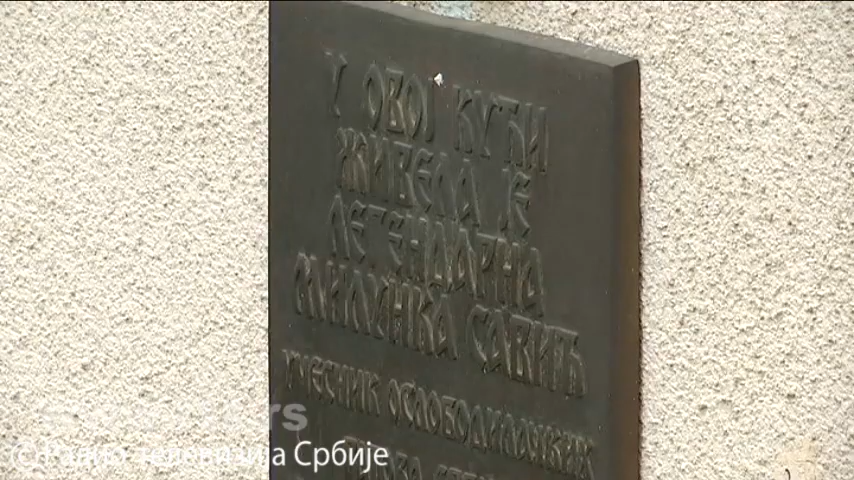 У ОВОЈ КУЋИ
ЖИВЕЛА ЈЕ
ЛЕГЕНДАРНА
МИЛУНКА САВИЋ
УЧЕСНИК ОСЛОБОДИЛАЧКИХ
© Радио телевизија Србије